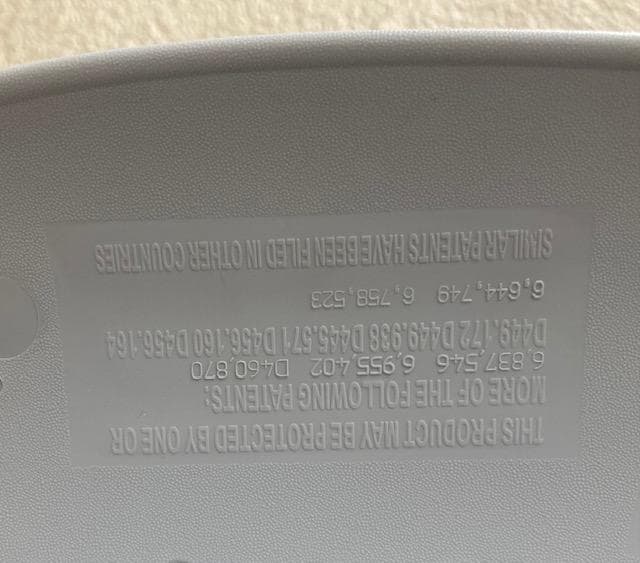 THIS PRODUCT MAY BE PROTECTED BY ONE OR
MORE OF THE FOLLOWING PATENTS:
6,837,546 6,955,402 D460,870
D449.172 D449.938 D445.571 D456.160 D456.164
6,644,749 6,758,523
SIMILAR PATENTS HAVE BEEN FILED IN OTHER COUNTRIES